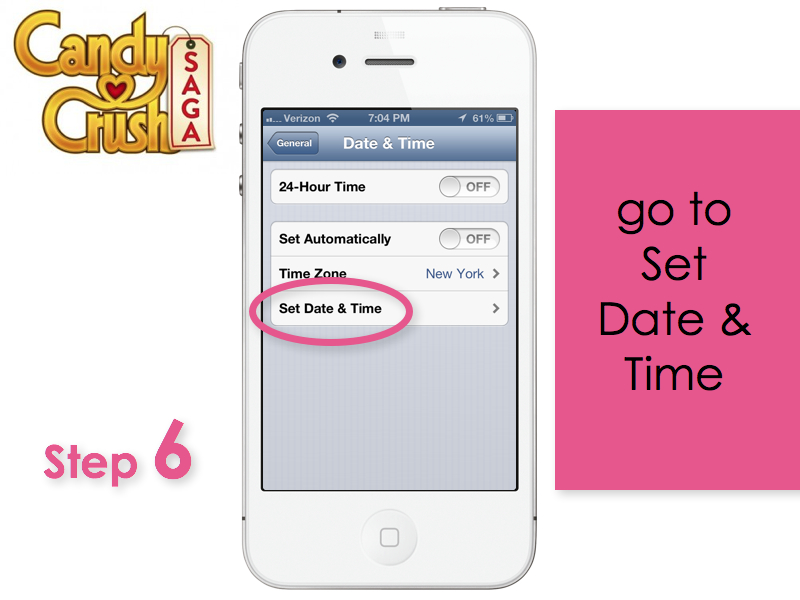 Candy
Crush
SAGA
Verizon 7:04 PM 61%
General Date & Time
24-Hour Time OFF
Set Automatically OFF
Time Zone New York
Set Date & Time
go to
Set
Date &
Time
Step 6